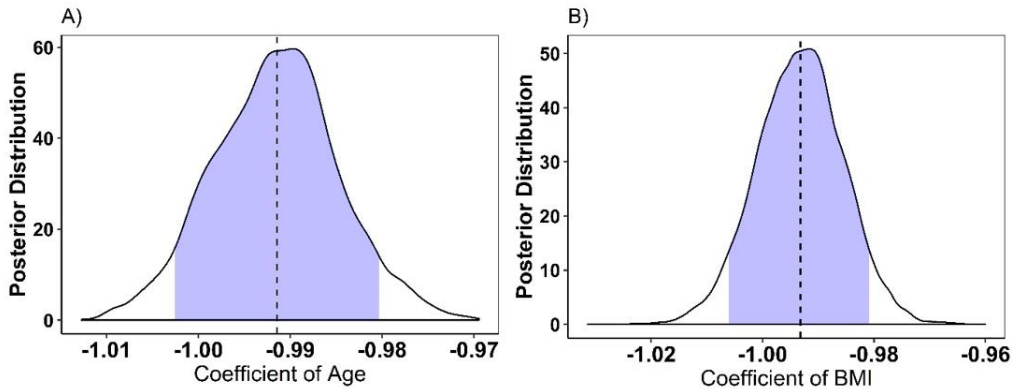 A)
Posterior Distribution
60
40
20
0
-1.01 -1.00 -0.99 -0.98 -0.97
Coefficient of Age
B)
Posterior Distribution
50
40
30
20
10
0
-1.02 -1.00 -0.98 -0.96
Coefficient of BMI